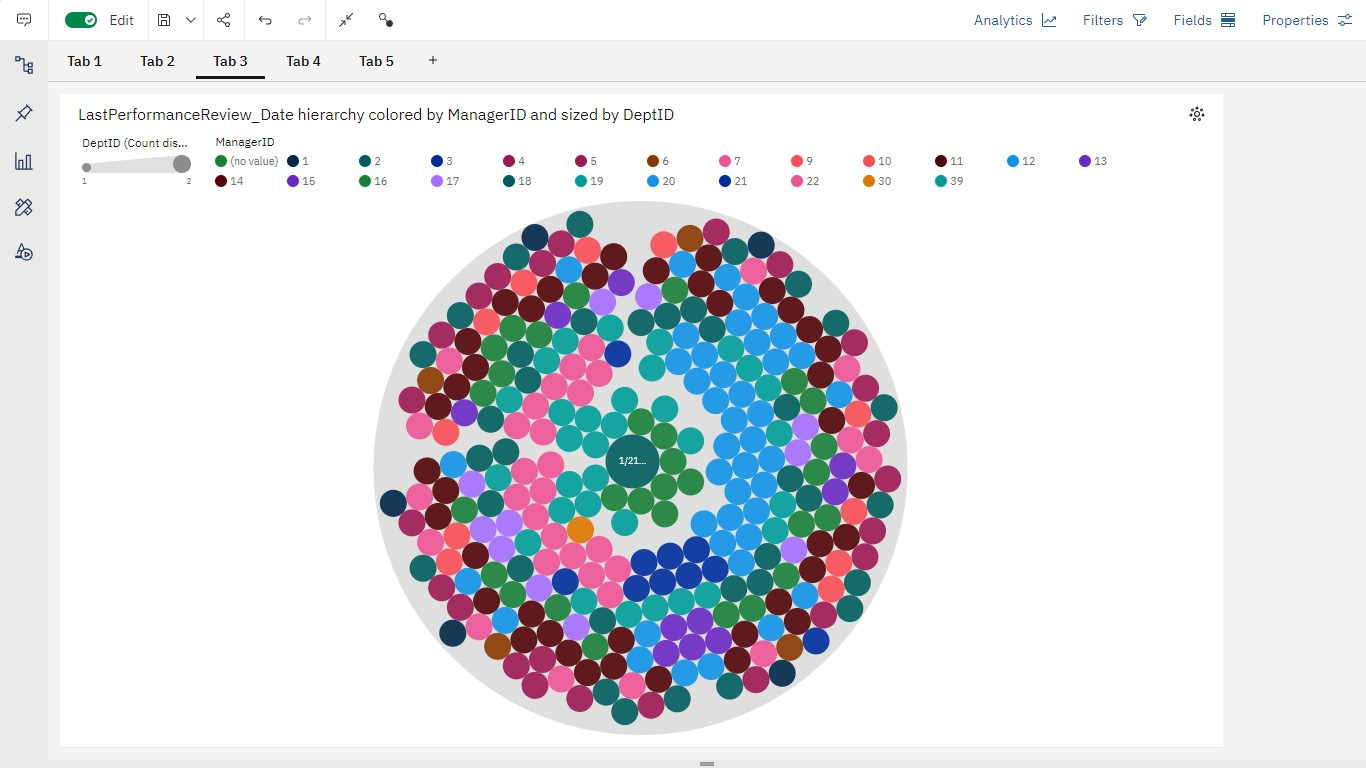 Edit Analytics Filters Fields Properties
Tab 1 Tab 2 Tab 3 Tab 4 Tab 5 +
LastPerformanceReview_Date hierarchy colored by ManagerID and sized by DeptID
DeptID (Count dis...
1 2
ManagerID
(no value) 1 2 3 4 5 6 7 9 10 11 12 13
14 15 16 17 18 19 20 21 22 30 39
1/21...